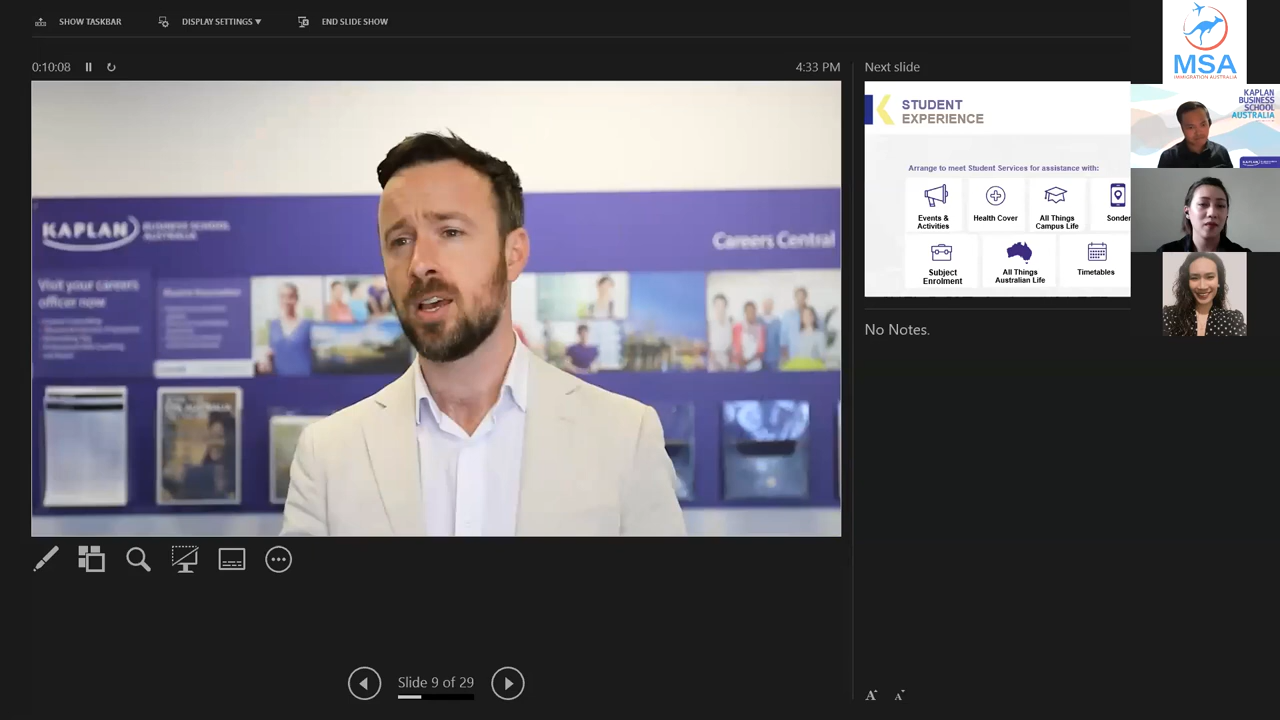 SHOW TASKBAR
DISPLAY SETTINGS ▼
END SLIDE SHOW
0:10:08
4:33 PM
KAPLAN
BUSINESS SCHOOL
AUSTRALIA
Careers Central
Visit your careers
officer now
Next slide
STUDENT
EXPERIENCE
Arrange to meet Student Services for assistance with:
Events &
Activities
Health Cover
All Things
Campus Life
Sonder
Subject
Enrolment
All Things
Australian Life
Timetables
No Notes.
MSA
IMMIGRATION AUSTRALIA
KAPLAN
BUSINESS
SCHOOL
AUSTRALIA
Slide 9 of 29
A
A